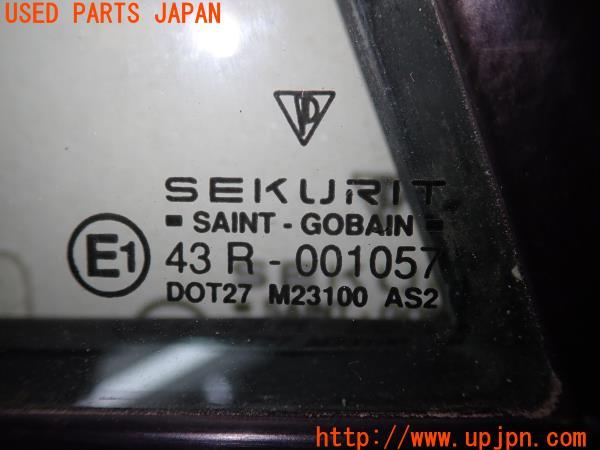 USED PARTS JAPAN
SEKURIT
SAINT - GOBAIN
E1
43 R - 001057
DOT27 M23100 AS2
http://www.upjpn.com